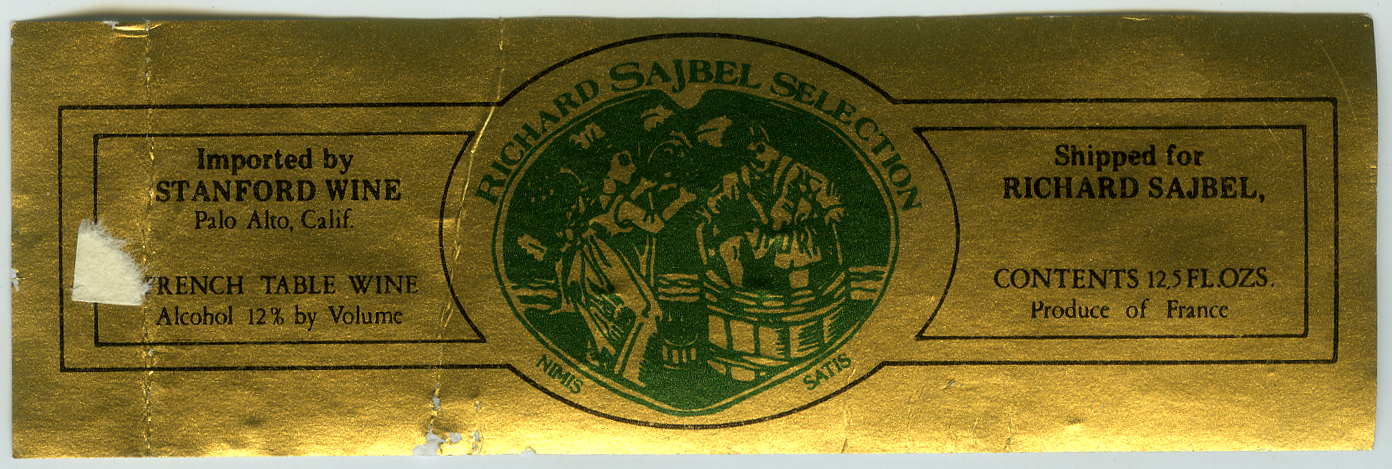 Imported by
STANFORD WINE
Palo Alto, Calif.
RENCH TABLE WINE
Alcohol 12% by Volume
RICHARD SAJBEL SELECTION
NIMIS SATIS
Shipped for
RICHARD SAJBEL,
CONTENTS 12,5 FL.OZS.
Produce of France